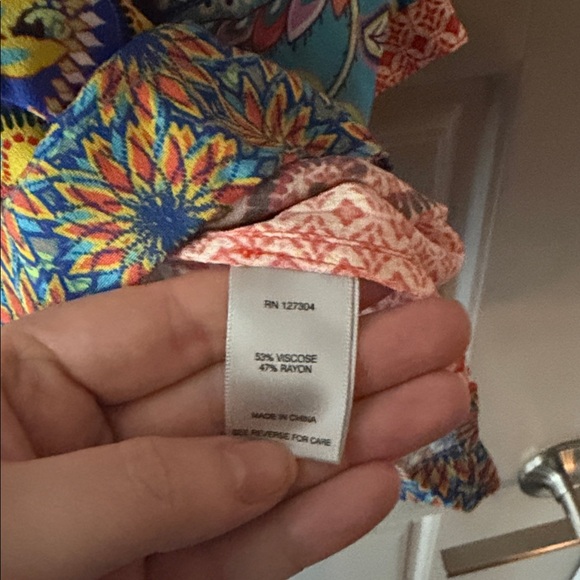 RN 127304
53% VISCOSE
47% RAYON
MADE IN CHINA
SEE REVERSE FOR CARE